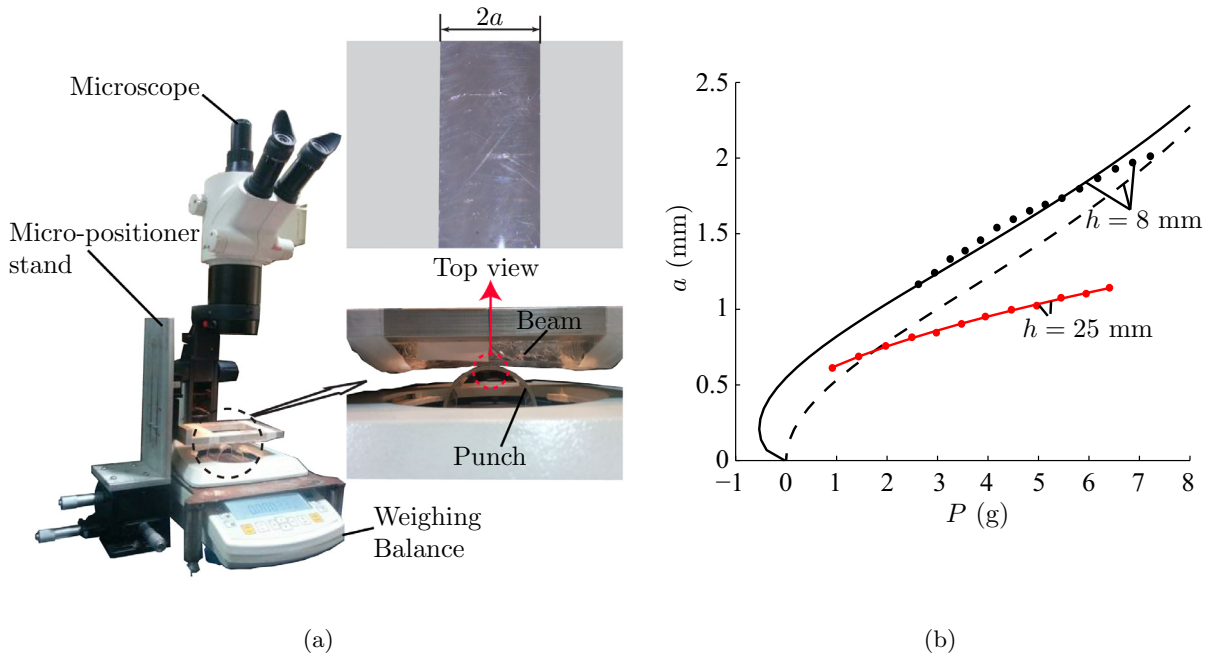 2a
Microscope
Micro-positioner
stand
Top view
Beam
Punch
Weighing
Balance
(a)
2.5
2
1.5
1
0.5
0
a (mm)
h = 8 mm
h = 25 mm
−1 0 1 2 3 4 5 6 7 8
P (g)
(b)